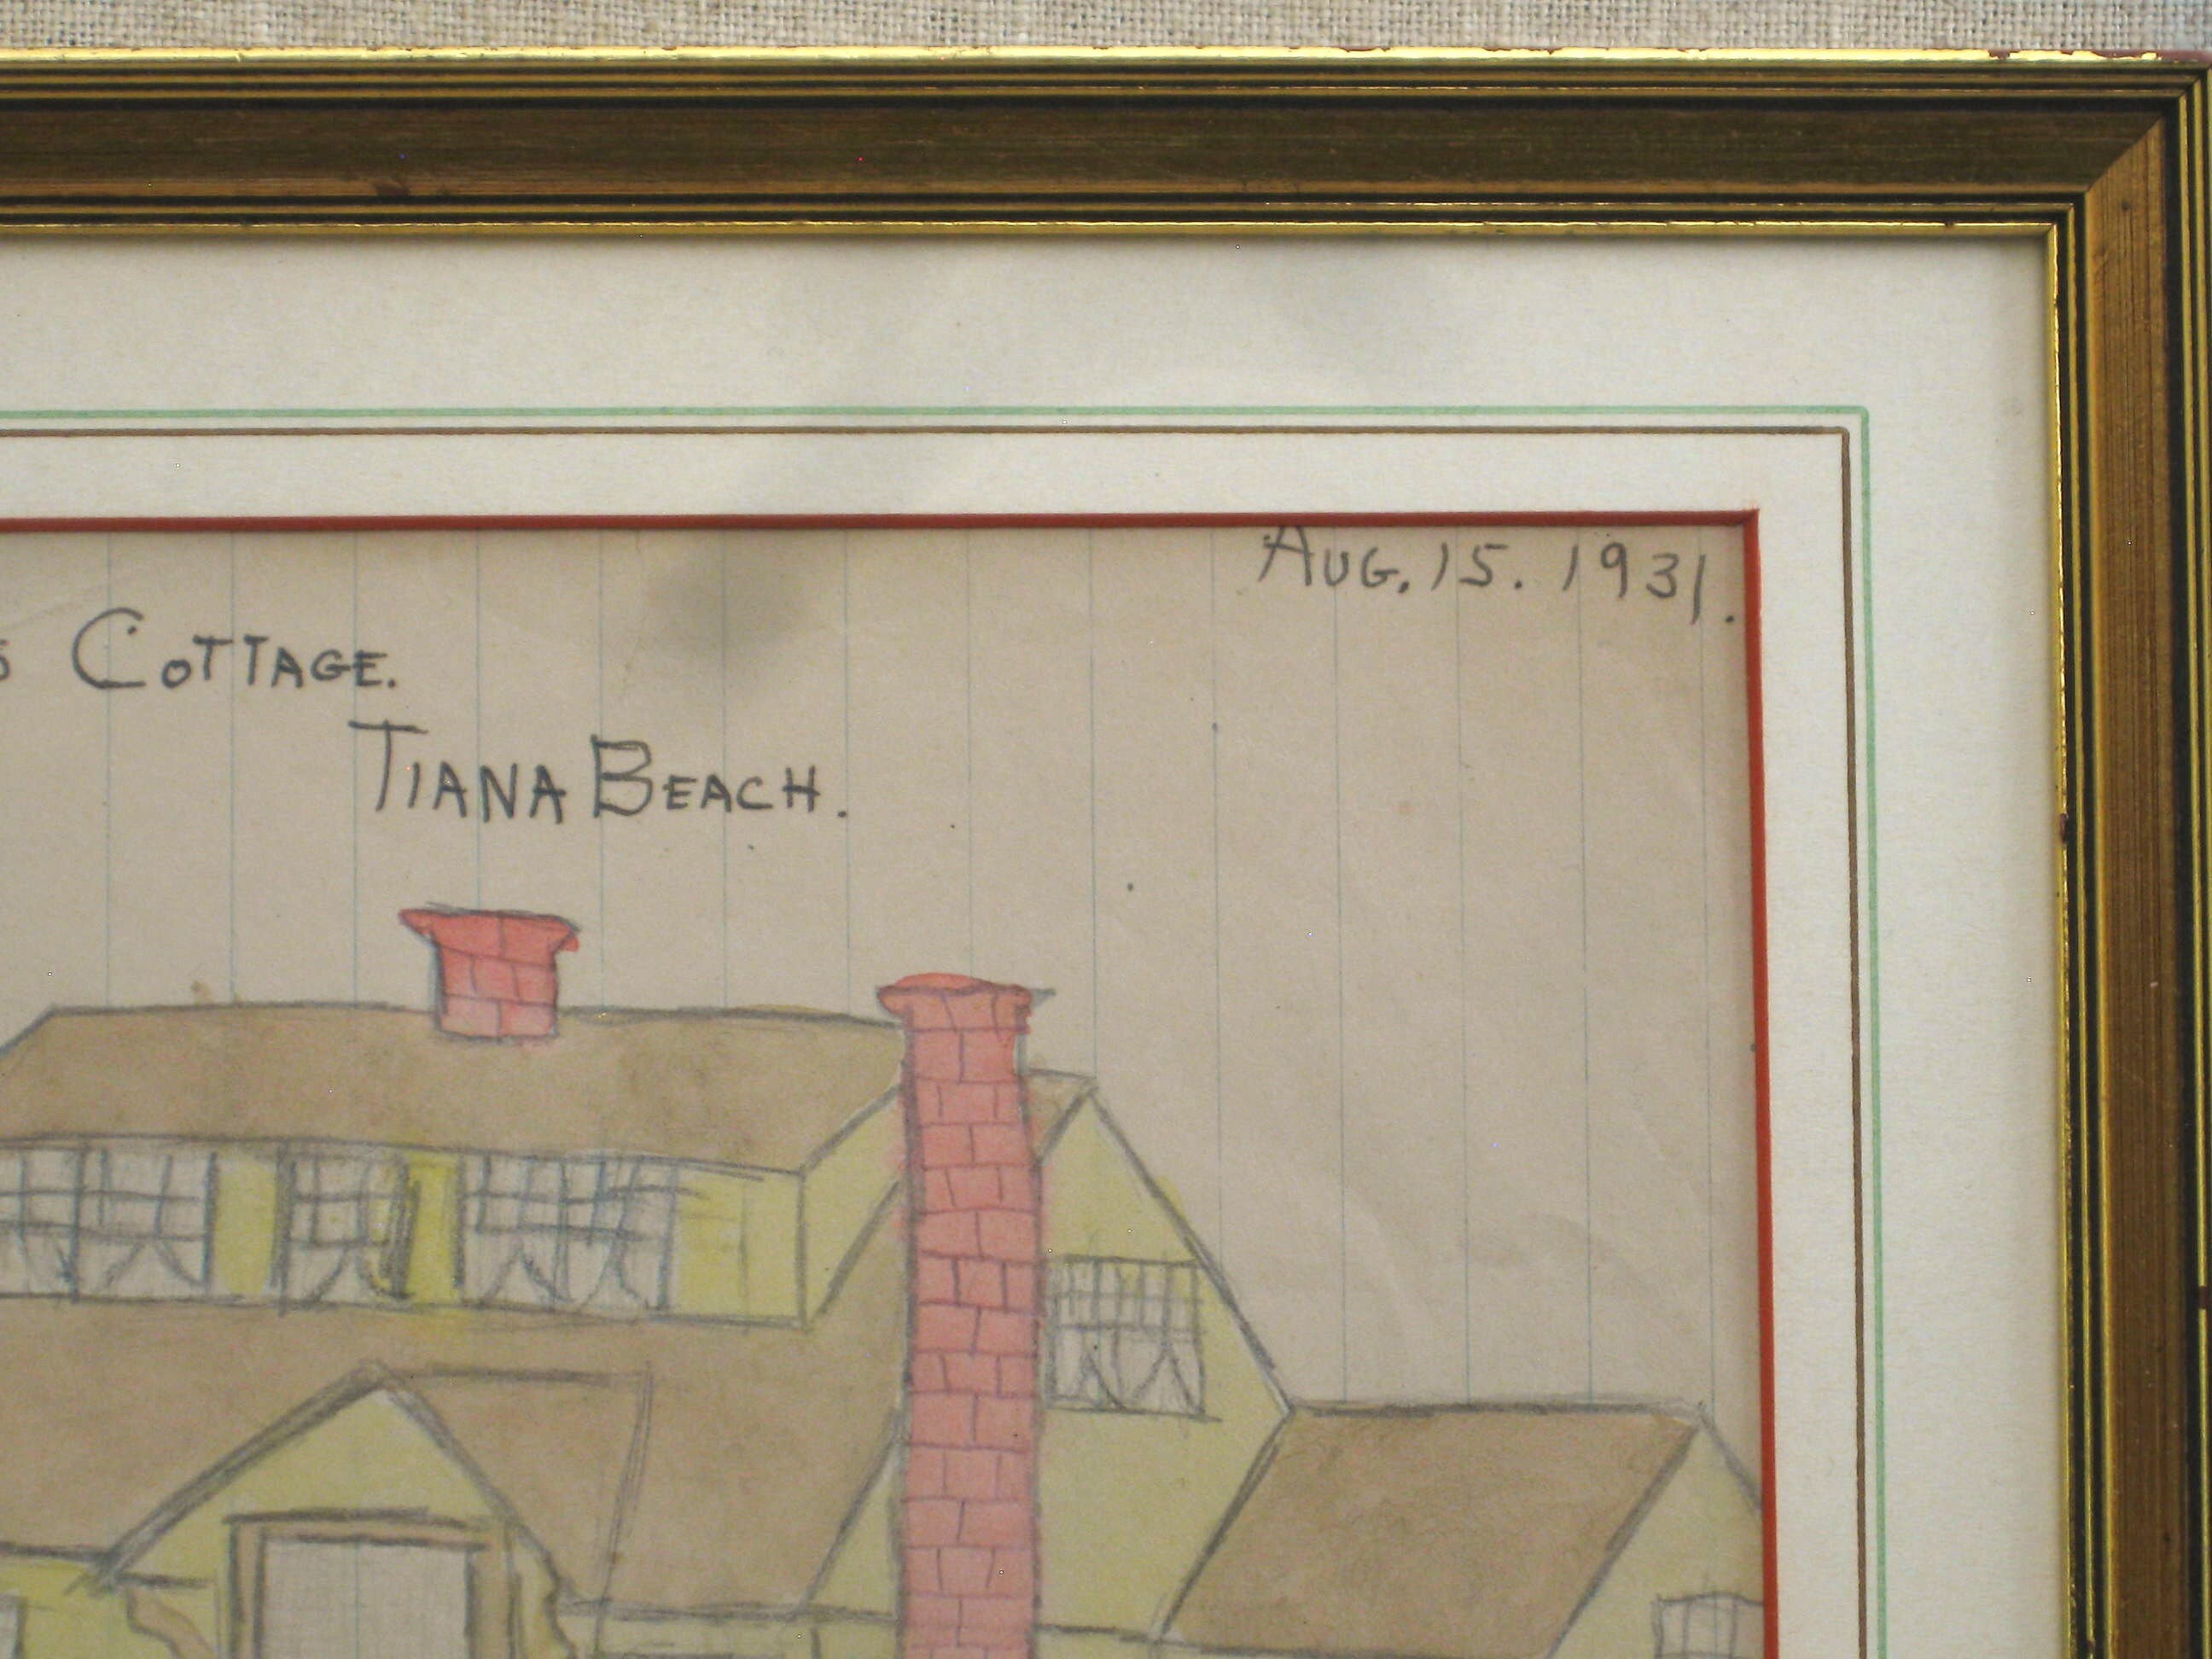 AUG. 15. 1931.
COTTAGE.
TIANA BEACH.